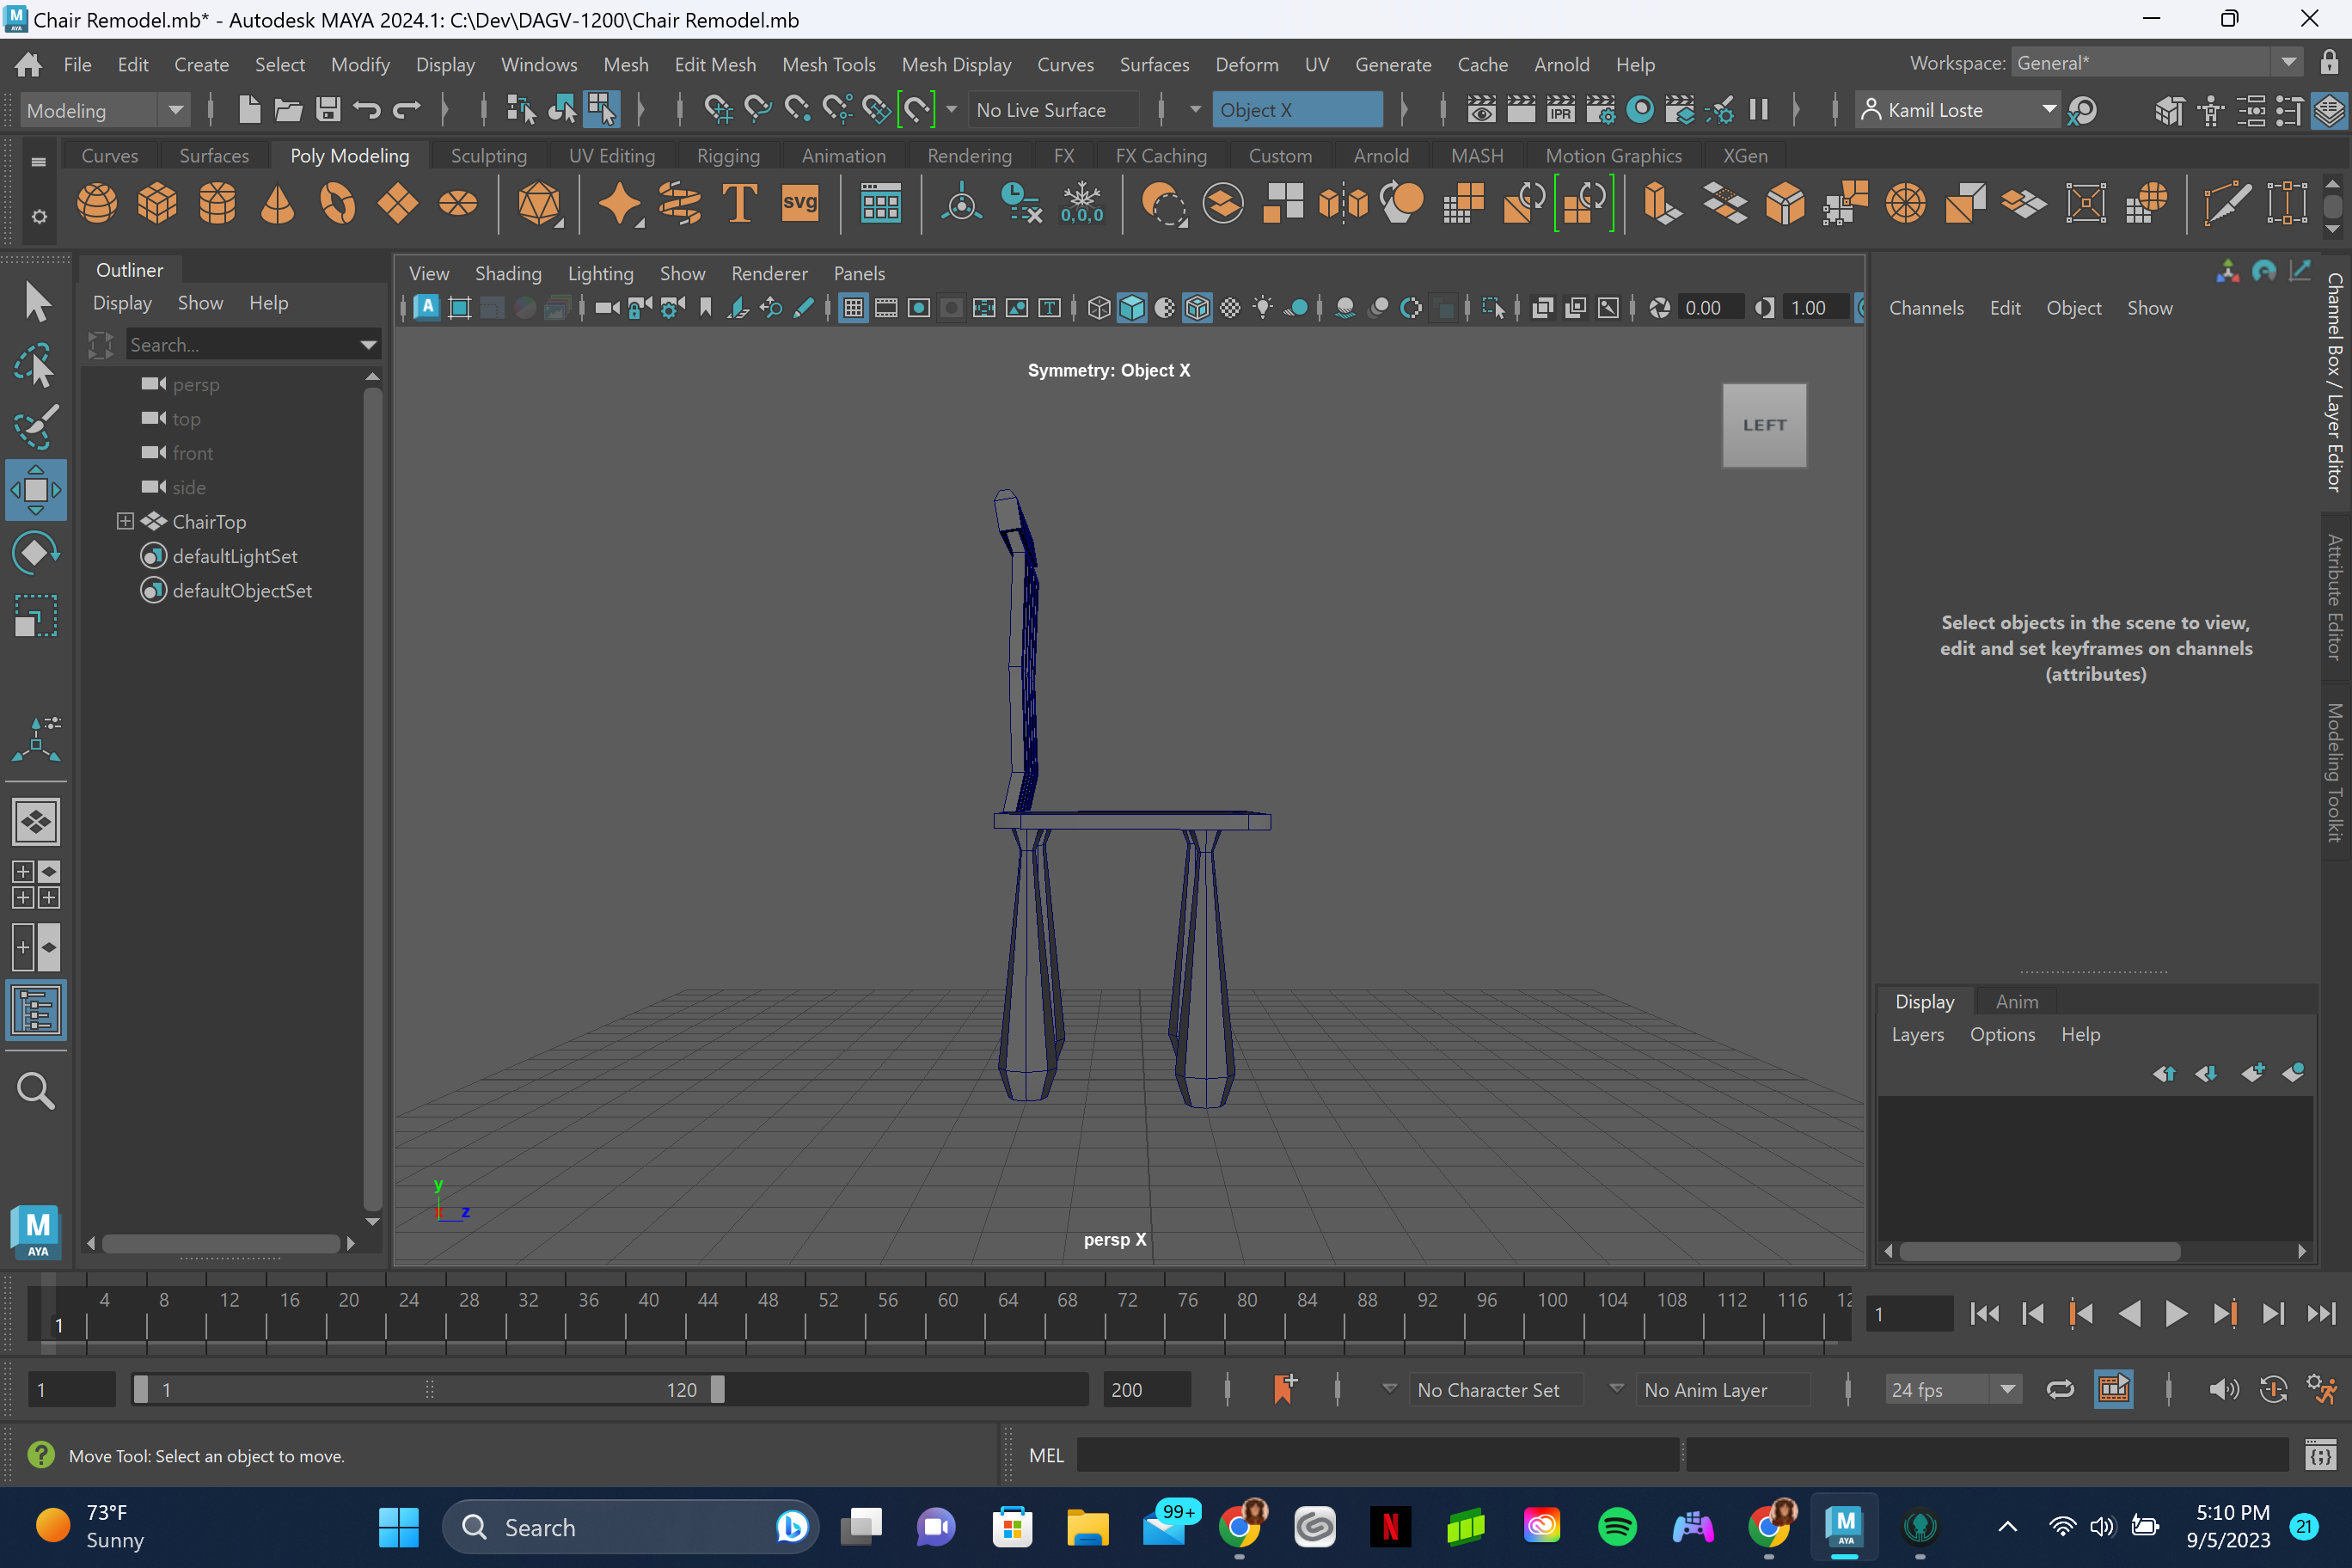 Chair Remodel.mb* - Autodesk MAYA 2024.1: C:\Dev\DAGV-1200\Chair Remodel.mb
File Edit Create Select Modify Display Windows Mesh Edit Mesh Mesh Tools Mesh Display Curves Surfaces Deform UV Generate Cache Arnold Help
Workspace: General*
Modeling
No Live Surface
Object X
IPR
Kamil Loste
Curves Surfaces Poly Modeling Sculpting UV Editing Rigging Animation Rendering FX FX Caching Custom Arnold MASH Motion Graphics XGen
T
svg
0,0,0
Outliner
Display Show Help
Search...
persp
top
front
side
ChairTop
defaultLightSet
defaultObjectSet
View Shading Lighting Show Renderer Panels
0.00
1.00
Symmetry: Object X
LEFT
y
x
z
persp X
Channels Edit Object Show
Select objects in the scene to view,
edit and set keyframes on channels
(attributes)
Channel Box / Layer Editor
Attribute Editor
Modeling Toolkit
Display Anim
Layers Options Help
M
AYA
4 8 12 16 20 24 28 32 36 40 44 48 52 56 60 64 68 72 76 80 84 88 92 96 100 104 108 112 116 12
1
1
1
1
120
200
No Character Set
No Anim Layer
24 fps
Move Tool: Select an object to move.
MEL
73°F
Sunny
Search
99+
N
M
AYA
5:10 PM
9/5/2023
21